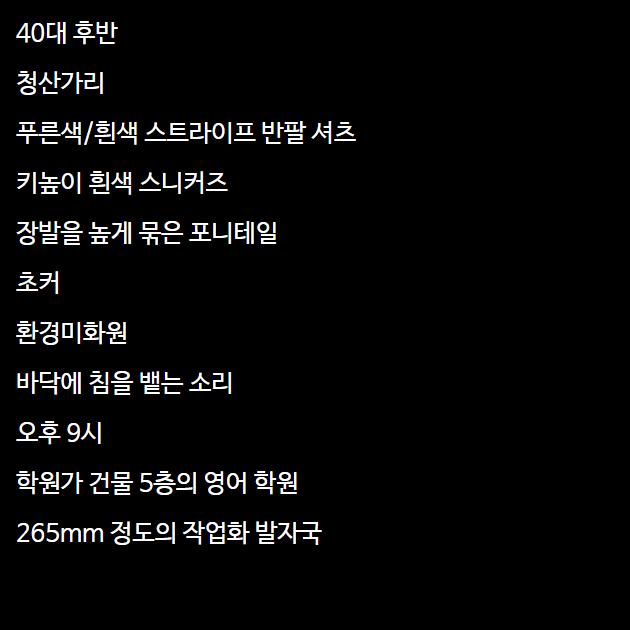 40대 후반
청산가리
푸른색/흰색 스트라이프 반팔 셔츠
키높이 흰색 스니커즈
장발을 높게 묶은 포니테일
초커
환경미화원
바닥에 침을 뱉는 소리
오후 9시
학원가 건물 5층의 영어 학원
265mm 정도의 작업화 발자국